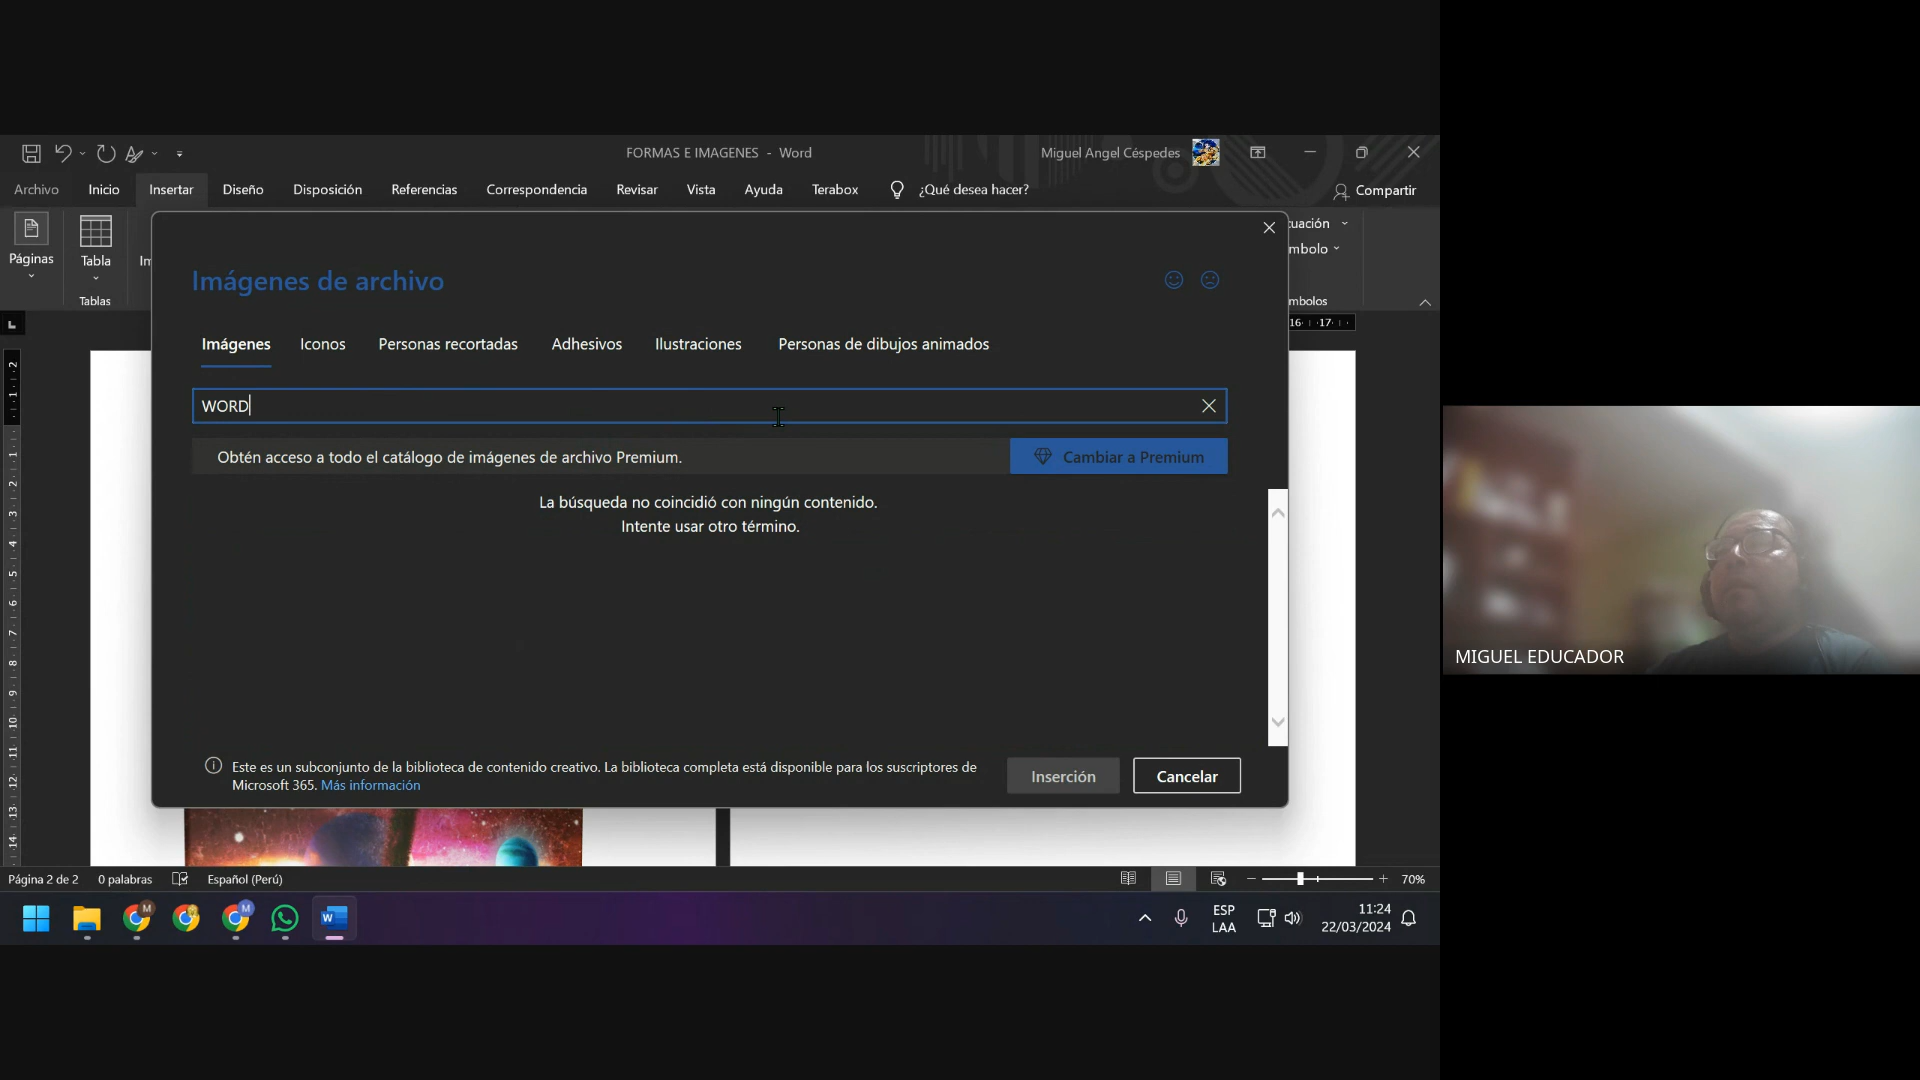 FORMAS E IMAGENES - Word
Miguel Angel Céspedes
Archivo Inicio Insertar Diseño Disposición Referencias Correspondencia Revisar Vista Ayuda Terabox ¿Qué desea hacer? Compartir
Páginas
Tabla
Tablas
Imágenes de archivo
Imágenes Iconos Personas recortadas Adhesivos Ilustraciones Personas de dibujos animados
WORD
Obtén acceso a todo el catálogo de imágenes de archivo Premium. Cambiar a Premium
La búsqueda no coincidió con ningún contenido.
Intente usar otro término.
Este es un subconjunto de la biblioteca de contenido creativo. La biblioteca completa está disponible para los suscriptores de
Microsoft 365. Más información
Inserción Cancelar
MIGUEL EDUCADOR
Página 2 de 2 0 palabras Español (Perú) 70%
ESP
LAA
11:24
22/03/2024